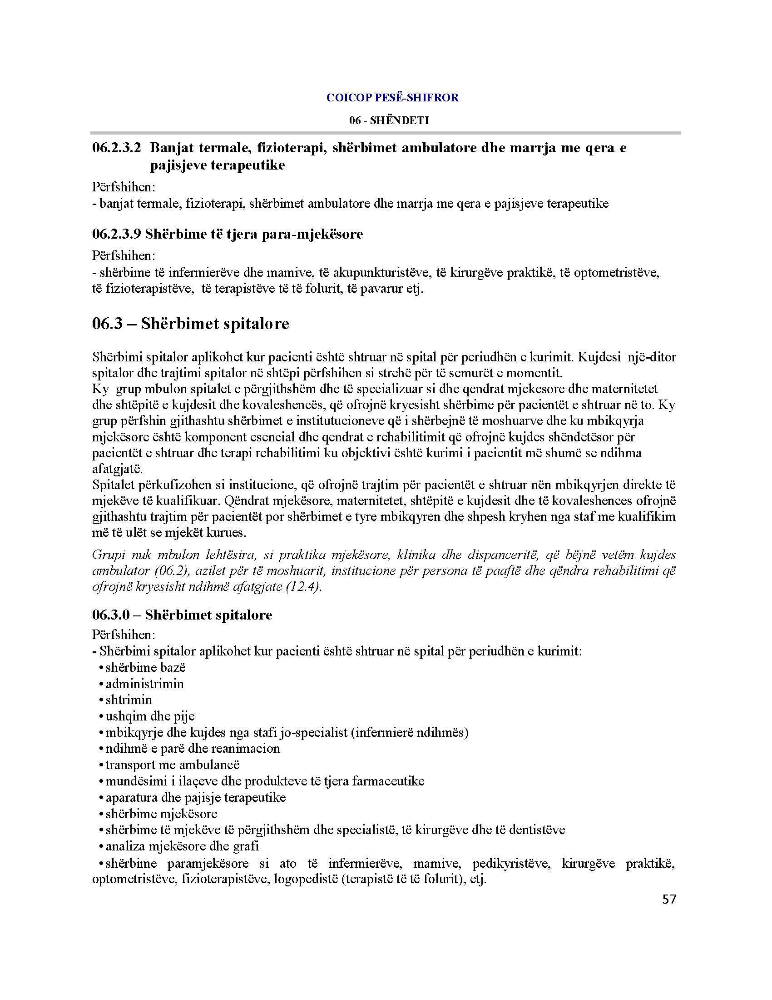 COICOP PESË-SHIFROR
06 - SHËNDETI
06.2.3.2 Banjat termale, fizioterapi, shërbimet ambulatore dhe marrja me qera e
pajisjeve terapeutike
Përfshihen:
- banjat termale, fizioterapi, shërbimet ambulatore dhe marrja me qera e pajisjeve terapeutike
06.2.3.9 Shërbime të tjera para-mjekësore
Përfshihen:
- shërbime të infermierëve dhe mamive, të akupunkturistëve, të kirurgëve praktikë, të optometristëve,
të fizioterapistëve, të terapistëve të të folurit, të pavarur etj.
06.3 – Shërbimet spitalore
Shërbimi spitalor aplikohet kur pacienti është shtruar në spital për periudhën e kurimit. Kujdesi një-ditor
spitalor dhe trajtimi spitalor në shtëpi përfshihen si strehë për të semurët e momentit.
Ky grup mbulon spitalet e përgjithshëm dhe të specializuar si dhe qendrat mjekesore dhe maternitetet
dhe shtëpitë e kujdesit dhe kovaleshencës, që ofrojnë kryesisht shërbime për pacientët e shtruar në to. Ky
grup përfshin gjithashtu shërbimet e institutucioneve që i shërbejnë të moshuarve dhe ku mbikqyrja
mjekësore është komponent esencial dhe qendrat e rehabilitimit që ofrojnë kujdes shëndetësor për
pacientët e shtruar dhe terapi rehabilitimi ku objektivi është kurimi i pacientit më shumë se ndihma
afatgjatë.
Spitalet përkufizohen si institucione, që ofrojnë trajtim për pacientët e shtruar nën mbikqyrjen direkte të
mjekëve të kualifikuar. Qëndrat mjekësore, maternitetet, shtëpitë e kujdesit dhe të kovaleshences ofrojnë
gjithashtu trajtim për pacientët por shërbimet e tyre mbikqyren dhe shpesh kryhen nga staf me kualifikim
më të ulët se mjekët kurues.
Grupi nuk mbulon lehtësira, si praktika mjekësore, klinika dhe dispanceritë, që bëjnë vetëm kujdes
ambulator (06.2), azilet për të moshuarit, institucione për persona të paaftë dhe qëndra rehabilitimi që
ofrojnë kryesisht ndihmë afatgjate (12.4).
06.3.0 – Shërbimet spitalore
Përfshihen:
- Shërbimi spitalor aplikohet kur pacienti është shtruar në spital për periudhën e kurimit:
• shërbime bazë
• administrimin
• shtrimin
• ushqim dhe pije
• mbikqyrje dhe kujdes nga stafi jo-specialist (infermierë ndihmës)
• ndihmë e parë dhe reanimacion
• transport me ambulancë
• mundësimi i ilaçeve dhe produkteve të tjera farmaceutike
• aparatura dhe pajisje terapeutike
• shërbime mjekësore
• shërbime të mjekëve të përgjithshëm dhe specialistë, të kirurgëve dhe të dentistëve
• analiza mjekësore dhe grafi
• shërbime paramjekësore si ato të infermierëve, mamive, pedikyristëve, kirurgëve praktikë,
optometristëve, fizioterapistëve, logopedistë (terapistë të të folurit), etj.
57